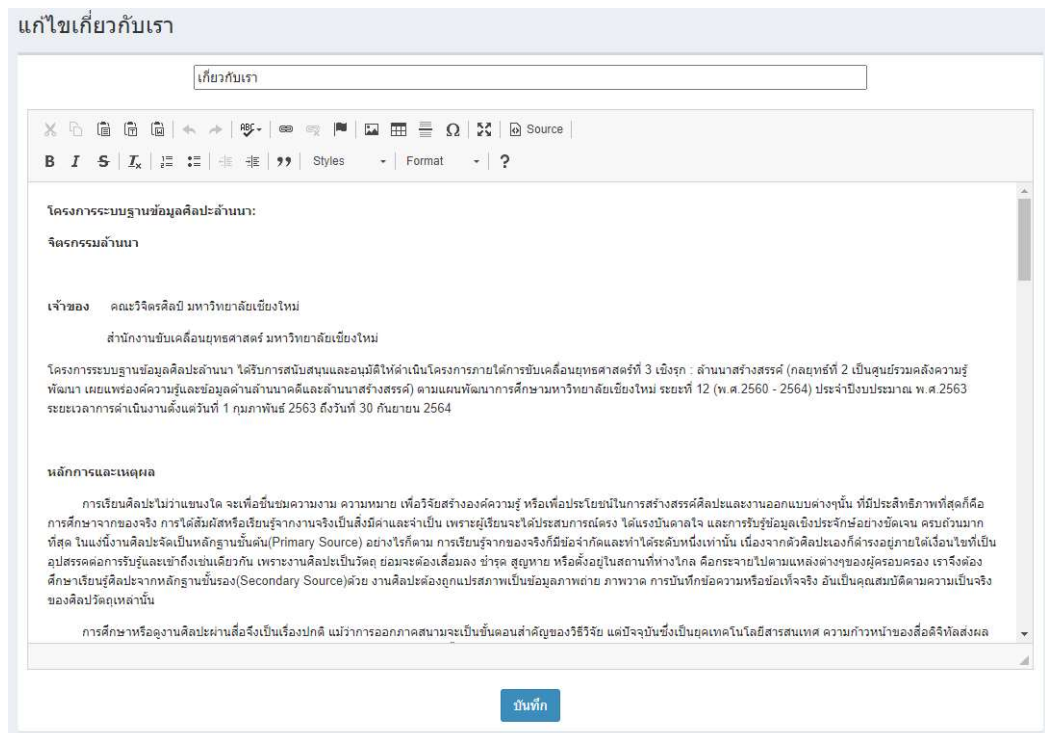 แก้ไขเกี่ยวกับเรา
เกี่ยวกับเรา
Source
B I S Ix Styles Format ?
โครงการระบบฐานข้อมูลศิลปะล้านนา:
จิตรกรรมล้านนา
เจ้าของ คณะวิจิตรศิลป์ มหาวิทยาลัยเชียงใหม่
สำนักงานขับเคลื่อนยุทธศาสตร์ มหาวิทยาลัยเชียงใหม่
โครงการระบบฐานข้อมูลศิลปะล้านนา ได้รับการสนับสนุนและอนุมัติให้ดำเนินโครงการภายใต้การขับเคลื่อนยุทธศาสตร์ที่ 3 เชิงรุก : ล้านนาสร้างสรรค์ (กลยุทธ์ที่ 2 เป็นศูนย์รวมคลังความรู้
พัฒนา เผยแพร่องค์ความรู้และข้อมูลด้านล้านนาคดีและล้านนาสร้างสรรค์) ตามแผนพัฒนาการศึกษามหาวิทยาลัยเชียงใหม่ ระยะที่ 12 (พ.ศ.2560 - 2564) ประจำปีงบประมาณ พ.ศ.2563
ระยะเวลาการดำเนินงานตั้งแต่วันที่ 1 กุมภาพันธ์ 2563 ถึงวันที่ 30 กันยายน 2564
หลักการและเหตุผล
การเรียนศิลปะไม่ว่าแขนงใด จะเพื่อชื่นชมความงาม ความหมาย เพื่อวิจัยสร้างองค์ความรู้ หรือเพื่อประโยชน์ในการสร้างสรรค์ศิลปะและงานออกแบบต่างๆนั้น ที่มีประสิทธิภาพที่สุดก็คือ
การศึกษาจากของจริง การได้สัมผัสหรือเรียนรู้จากงานจริงเป็นสิ่งมีค่าและจำเป็น เพราะผู้เรียนจะได้ประสบการณ์ตรง ได้แรงบันดาลใจ และการรับรู้ข้อมูลเชิงประจักษ์อย่างชัดเจน ครบถ้วนมาก
ที่สุด ในแง่นี้งานศิลปะจัดเป็นหลักฐานชั้นต้น(Primary Source) อย่างไรก็ตาม การเรียนรู้จากของจริงก็มีข้อจำกัดและทำได้ระดับหนึ่งเท่านั้น เนื่องจากตัวศิลปะเองก็ดำรงอยู่ภายใต้เงื่อนไขที่เป็น
อุปสรรคต่อการรับรู้และเข้าถึงเช่นเดียวกัน เพราะงานศิลปะเป็นวัตถุ ย่อมจะต้องเสื่อมลง ชำรุด สูญหาย หรือตั้งอยู่ในสถานที่ห่างไกล คือกระจายไปตามแหล่งต่างๆของผู้ครอบครอง เราจึงต้อง
ศึกษาเรียนรู้ศิลปะจากหลักฐานชั้นรอง(Secondary Source)ด้วย งานศิลปะต้องถูกแปรสภาพเป็นข้อมูลภาพถ่าย ภาพวาด การบันทึกข้อความหรือข้อเท็จจริง อันเป็นคุณสมบัติตามความเป็นจริง
ของศิลปวัตถุเหล่านั้น
การศึกษาหรือดูงานศิลปะผ่านสื่อจึงเป็นเรื่องปกติ แม้ว่าการออกภาคสนามจะเป็นขั้นตอนสำคัญของวิธีวิจัย แต่ปัจจุบันซึ่งเป็นยุคเทคโนโลยีสารสนเทศ ความก้าวหน้าของสื่อดิจิทัลส่งผล
บันทึก